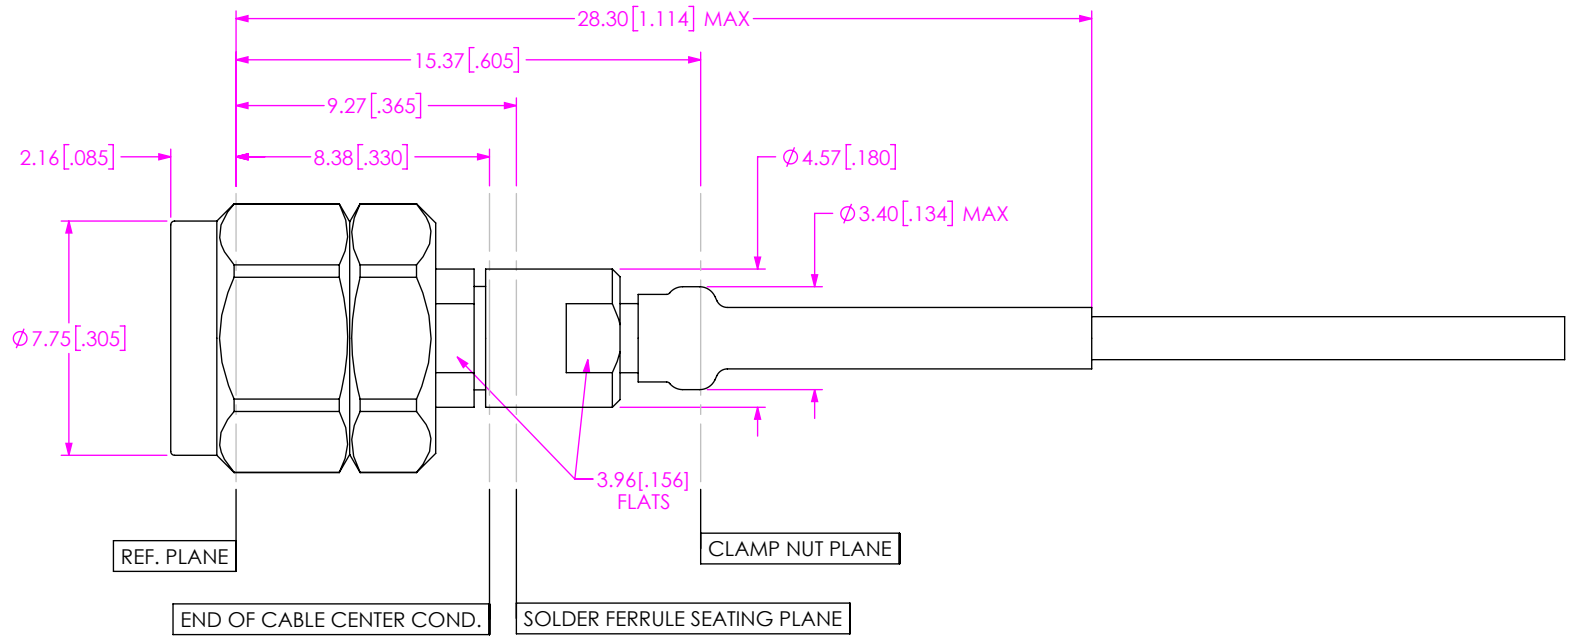 28.30[1.114] MAX
15.37[.605]
9.27[.365]
2.16[.085]
8.38[.330]
Ø4.57[.180]
Ø3.40[.134] MAX
Ø7.75[.305]
3.96[.156]
FLATS
REF. PLANE
CLAMP NUT PLANE
END OF CABLE CENTER COND.
SOLDER FERRULE SEATING PLANE